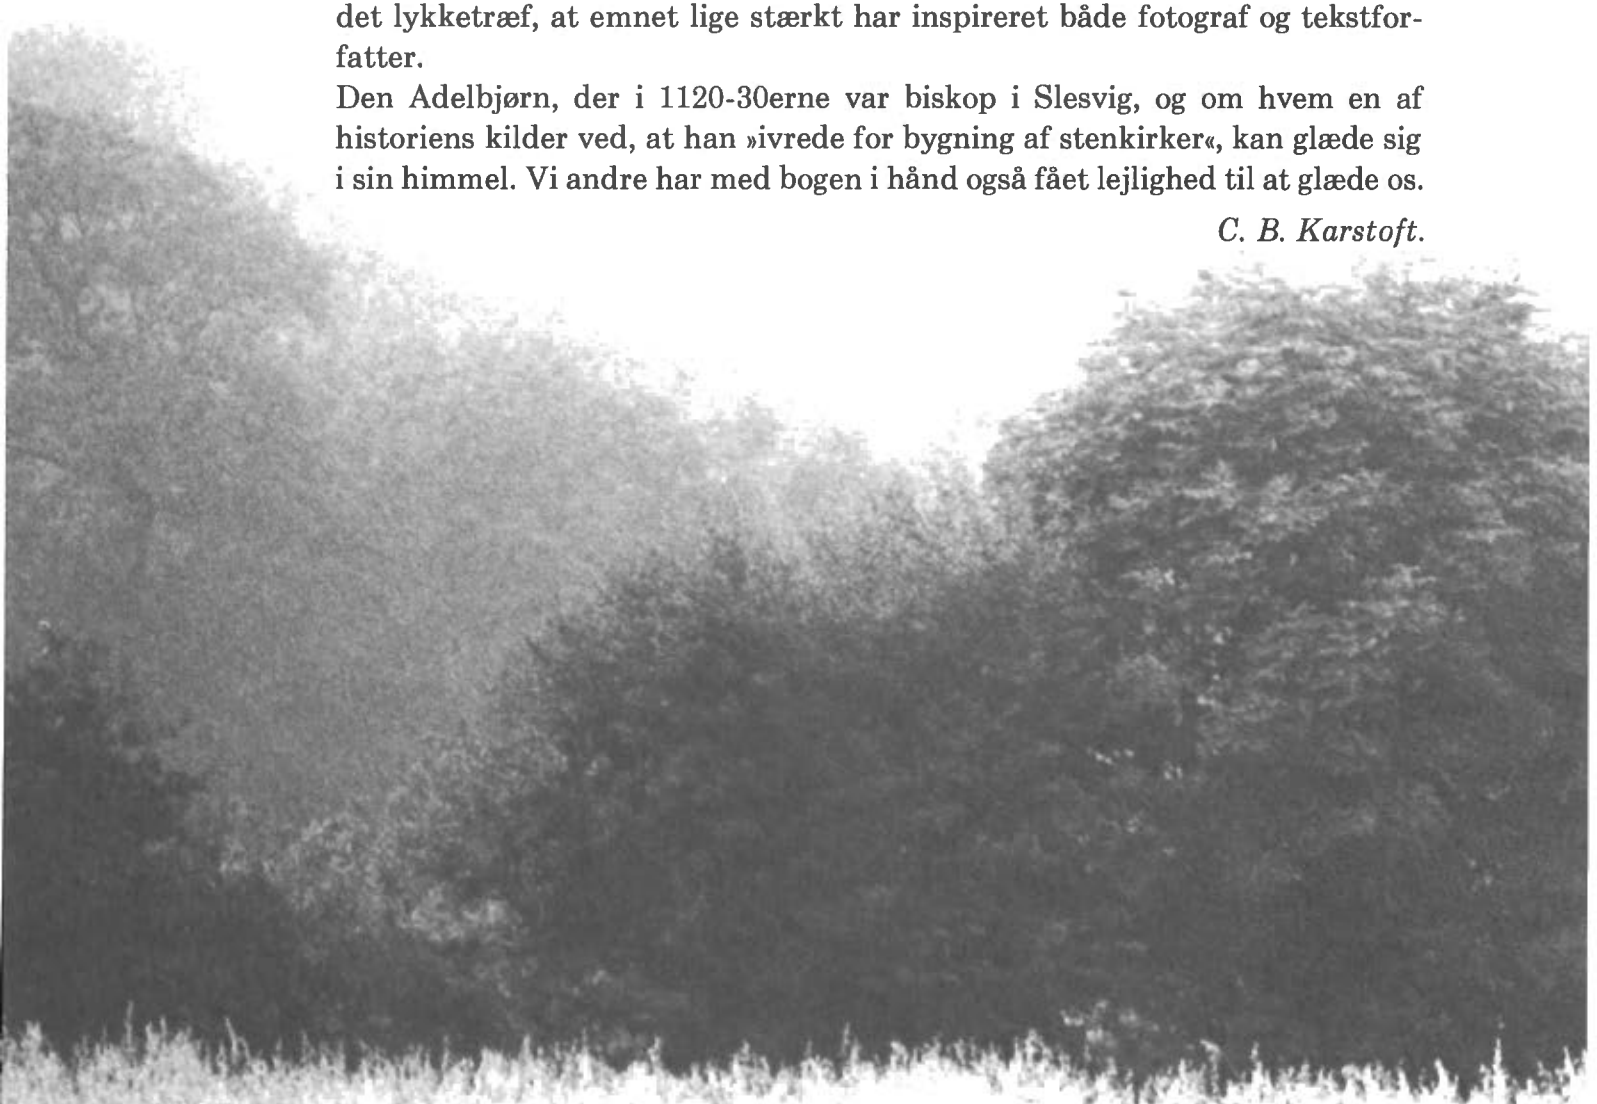 det lykketræf, at emnet lige stærkt har inspireret både fotograf og tekstfor-
fatter.
Den Adelbjørn, der i 1120-30erne var biskop i Slesvig, og om hvem en af
historiens kilder ved, at han »ivrede for bygning af stenkirker«, kan glæde sig
i sin himmel. Vi andre har med bogen i hånd også fået lejlighed til at glæde os.
C. B. Karstoft.